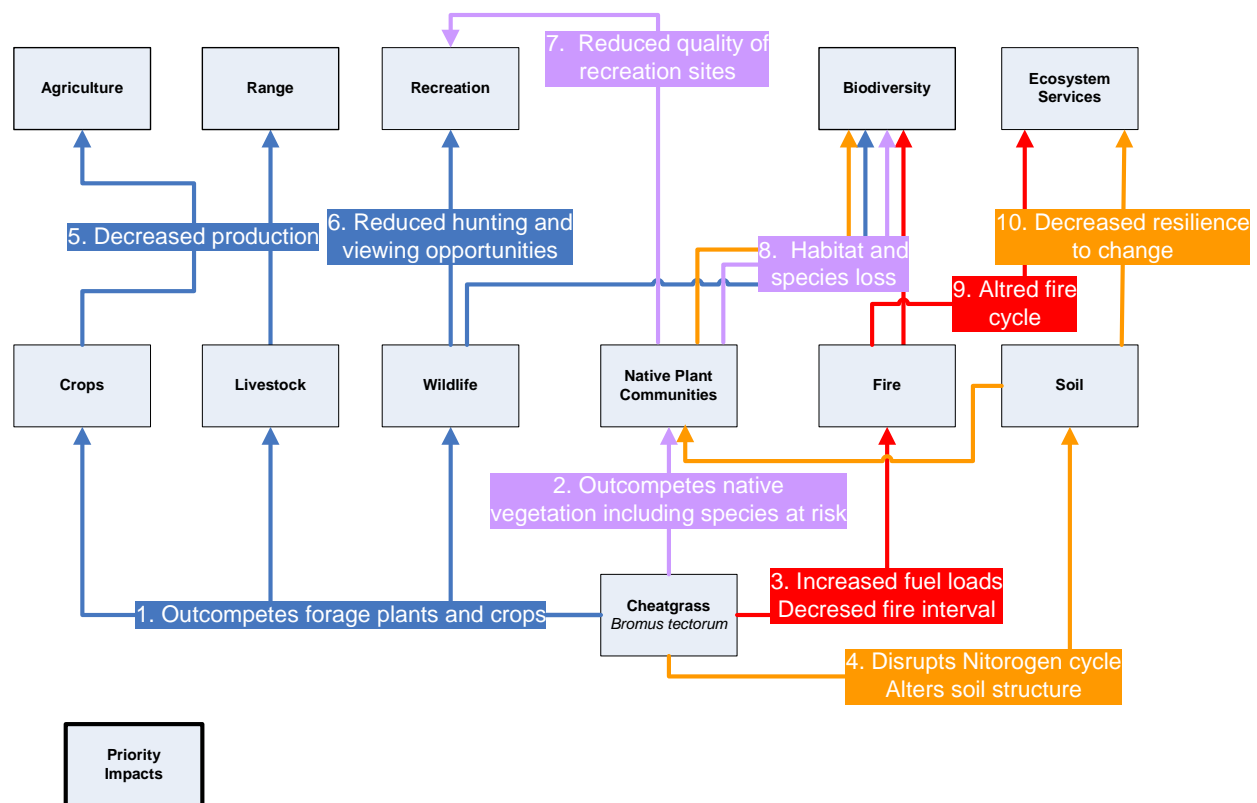 7. Reduced quality of
recreation sites
Agriculture
Range
Recreation
Biodiversity
Ecosystem
Services
5. Decreased production
6. Reduced hunting and
viewing opportunities
8. Habitat and
species loss
10. Decreased resilience
to change
9. Altred fire
cycle
Crops
Livestock
Wildlife
Native Plant
Communities
Fire
Soil
2. Outcompetes native
vegetation including species at risk
1. Outcompetes forage plants and crops
Cheatgrass
Bromus tectorum
3. Increased fuel loads
Decresed fire interval
4. Disrupts Nitorogen cycle
Alters soil structure
Priority
Impacts